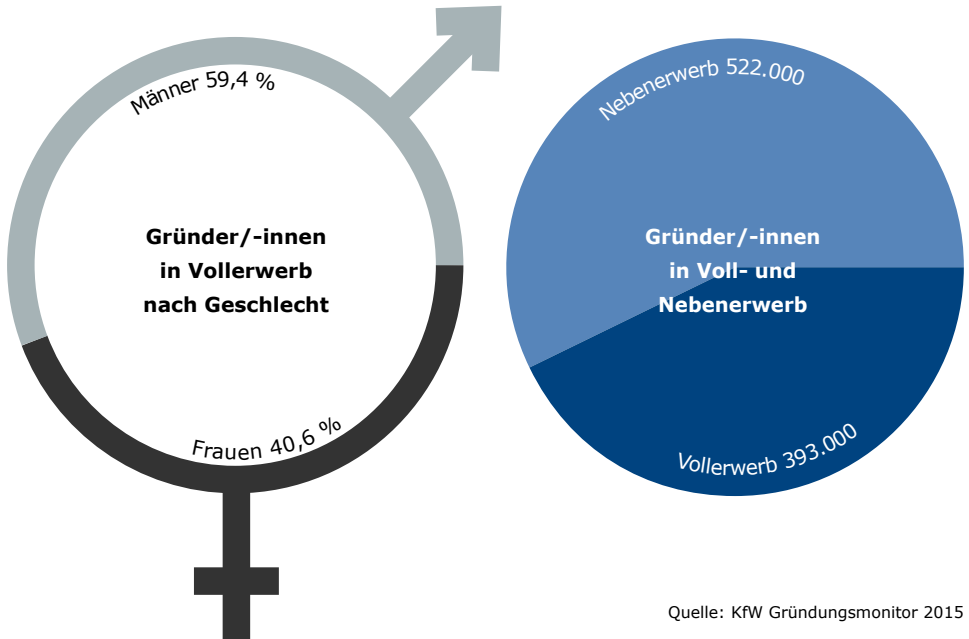 Männer 59,4 %
Gründer/-innen
in Vollerwerb
nach Geschlecht
Frauen 40,6 %
Nebenerwerb 522.000
Gründer/-innen
in Voll- und
Nebenerwerb
Vollerwerb 393.000
Quelle: KfW Gründungsmonitor 2015